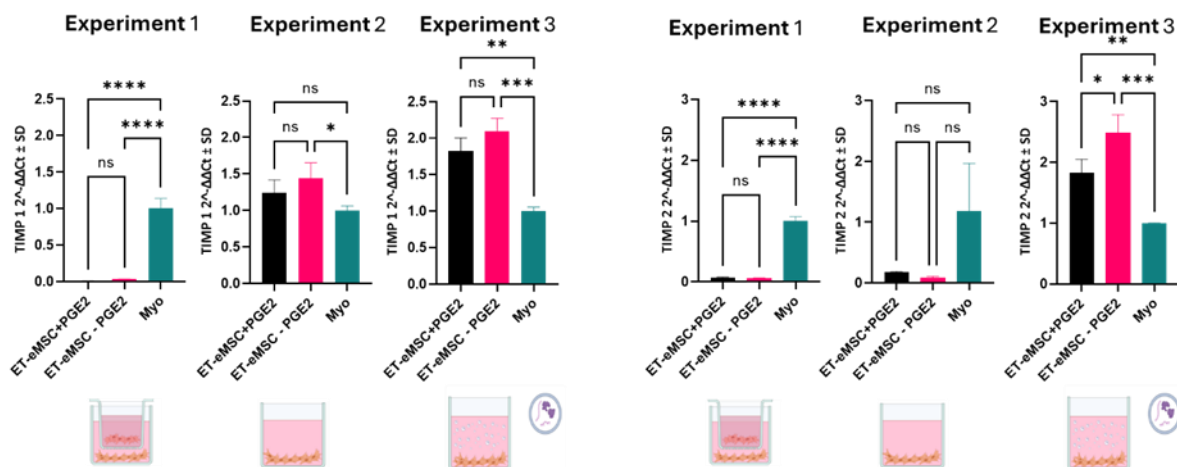 Experiment 1
Experiment 2
Experiment 3
Experiment 1
Experiment 2
Experiment 3
TIMP 1 2^-ΔΔCt ± SD
2.5
2.0
1.5
1.0
0.5
0.0
****
****
ns
ET-eMSC+PGE2
ET-eMSC - PGE2
Myo
TIMP 1 2^-ΔΔCt ± SD
2.5
2.0
1.5
1.0
0.5
0.0
ns
ns
*
ET-eMSC+PGE2
ET-eMSC - PGE2
Myo
TIMP 1 2^-ΔΔCt ± SD
2.5
2.0
1.5
1.0
0.5
0.0
**
ns
***
ET-eMSC+PGE2
ET-eMSC - PGE2
Myo
TIMP 2 2^-ΔΔCt ± SD
3
2
1
0
****
****
ns
ET-eMSC+PGE2
ET-eMSC - PGE2
Myo
TIMP 2 2^-ΔΔCt ± SD
3
2
1
0
ns
ns
ns
ET-eMSC+PGE2
ET-eMSC - PGE2
Myo
TIMP 2 2^-ΔΔCt ± SD
3
2
1
0
**
*
***
ET-eMSC+PGE2
ET-eMSC - PGE2
Myo